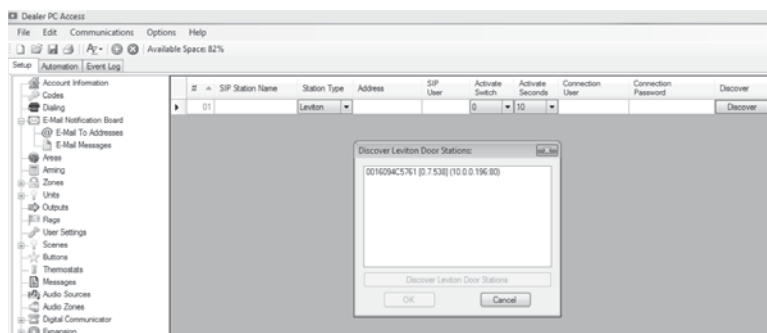 Dealer PC Access
File Edit Communications Options Help
Available Space: 82%
Setup Automation Event Log
Account Information
Codes
Dialing
E-Mail Notification Board
E-Mail To Addresses
E-Mail Messages
Areas
Arming
Zones
Units
Outputs
Flags
User Settings
Scenes
Buttons
Thermostats
Messages
Audio Sources
Audio Zones
Digital Communicator
Expansion
# SIP Station Name Station Type Address SIP User Activate Switch Activate Seconds Connection User Connection Password Discover
01 Leviton 0 10 Discover
Discover Leviton Door Stations:
0016094C5761 [0.7.538] (10.0.0.196:80)
Discover Leviton Door Stations
OK Cancel